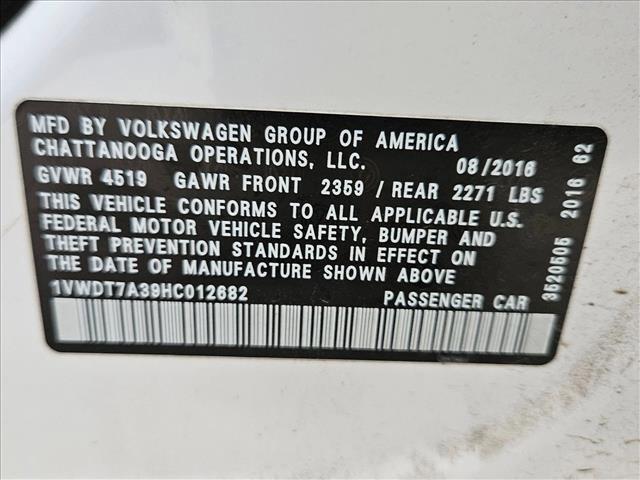 MFD BY VOLKSWAGEN GROUP OF AMERICA
CHATTANOOGA OPERATIONS, LLC. 08/2016
GVWR 4519 GAWR FRONT 2359 / REAR 2271 LBS
THIS VEHICLE CONFORMS TO ALL APPLICABLE U.S.
FEDERAL MOTOR VEHICLE SAFETY, BUMPER AND
THEFT PREVENTION STANDARDS IN EFFECT ON
THE DATE OF MANUFACTURE SHOWN ABOVE
1VWDT7A39HC012682 PASSENGER CAR
3520505 2016 62